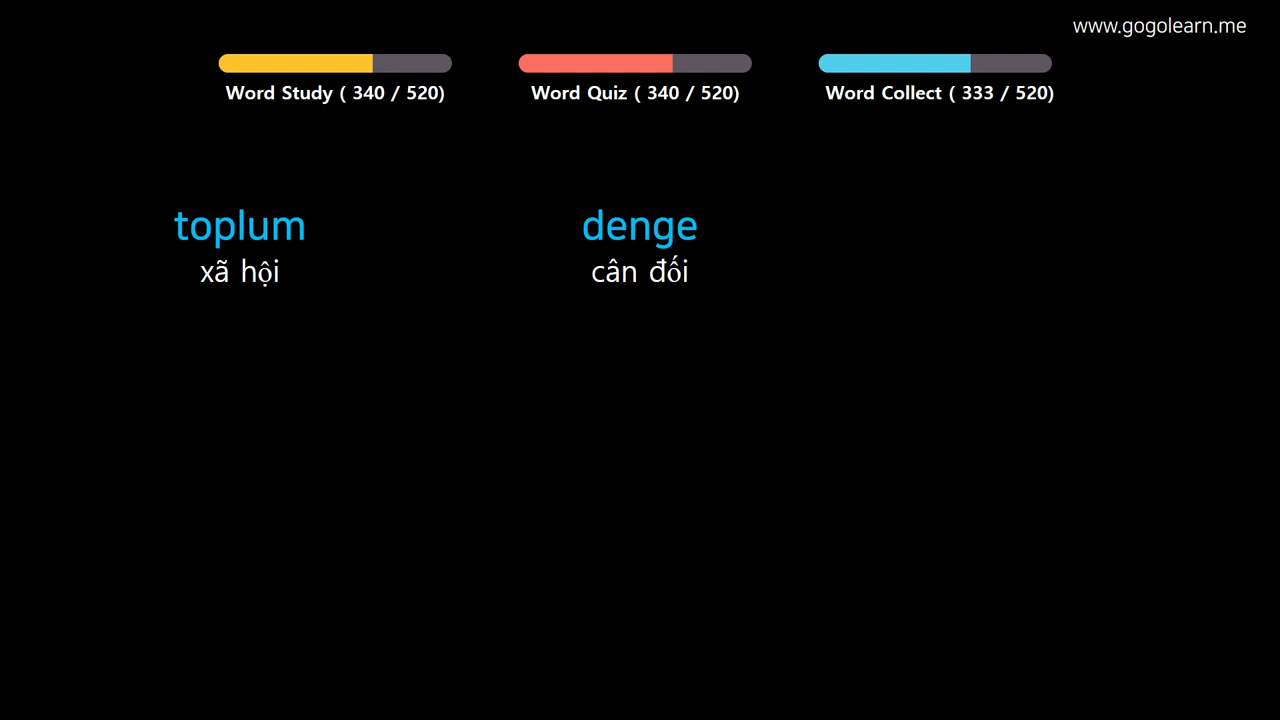 www.gogolearn.me
Word Study ( 340 / 520)
Word Quiz ( 340 / 520)
Word Collect ( 333 / 520)
toplum
xã hội
denge
cân đối